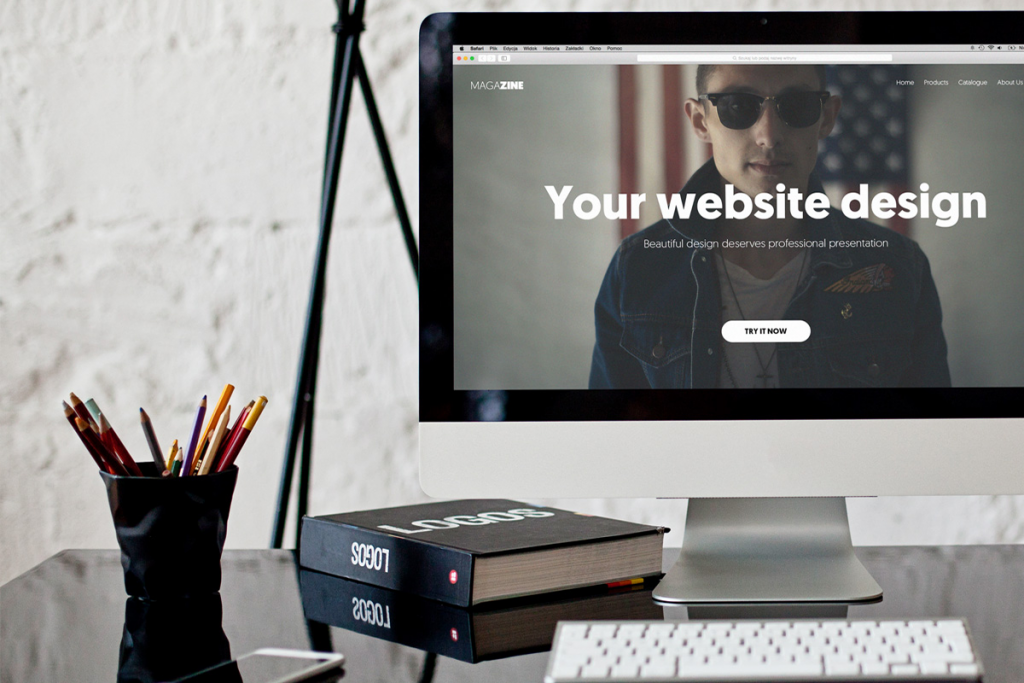 Safari Plik Edycja Widok Historia Zakładki Okno Pomoc
MAGAZINE
Home Products Catalogue About Us
Your website design
Beautiful design deserves professional presentation
TRY IT NOW
LOGOS
LOGOS